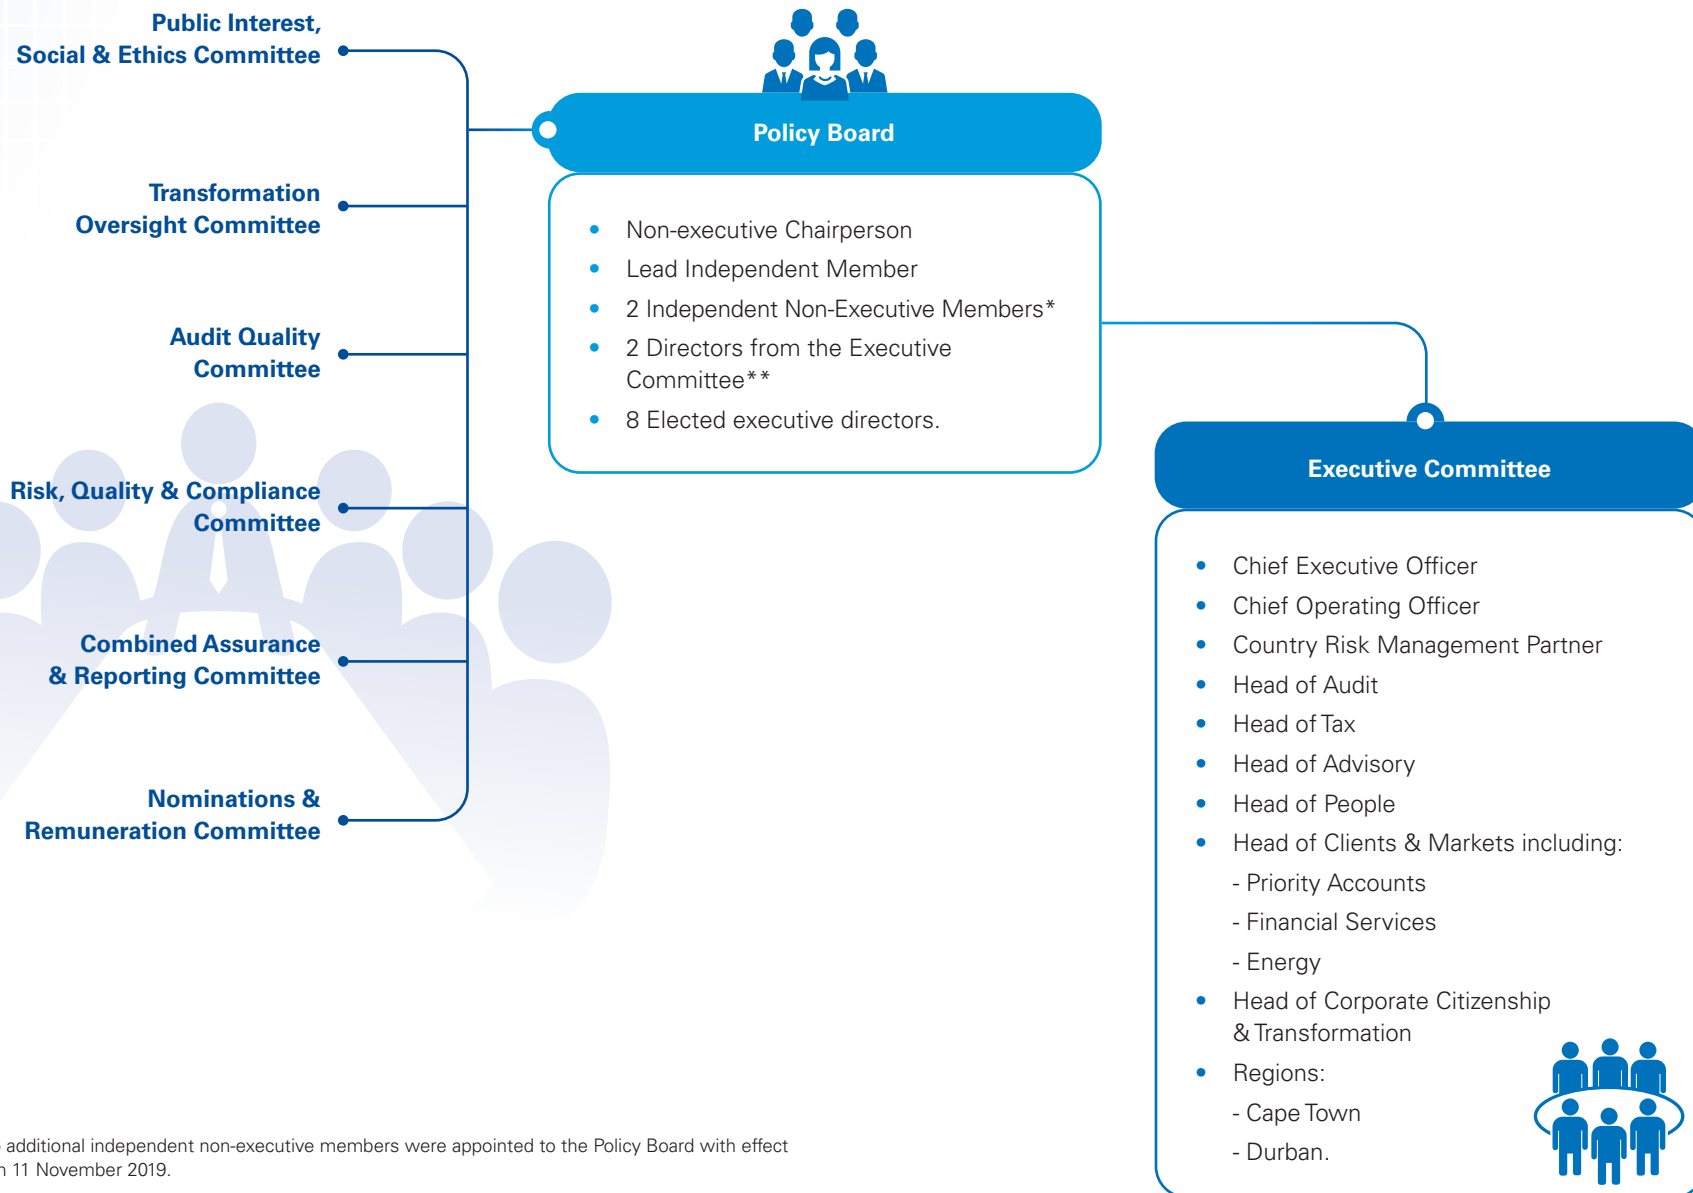 Public Interest,
Social & Ethics Committee
Transformation
Oversight Committee
Audit Quality
Committee
Risk, Quality & Compliance
Committee
Combined Assurance
& Reporting Committee
Nominations &
Remuneration Committee
Policy Board
• Non-executive Chairperson
• Lead Independent Member
• 2 Independent Non-Executive Members*
• 2 Directors from the Executive
Committee**
• 8 Elected executive directors.
Executive Committee
• Chief Executive Officer
• Chief Operating Officer
• Country Risk Management Partner
• Head of Audit
• Head of Tax
• Head of Advisory
• Head of People
• Head of Clients & Markets including:
- Priority Accounts
- Financial Services
- Energy
• Head of Corporate Citizenship
& Transformation
• Regions:
- Cape Town
- Durban.
additional independent non-executive members were appointed to the Policy Board with effect
11 November 2019.